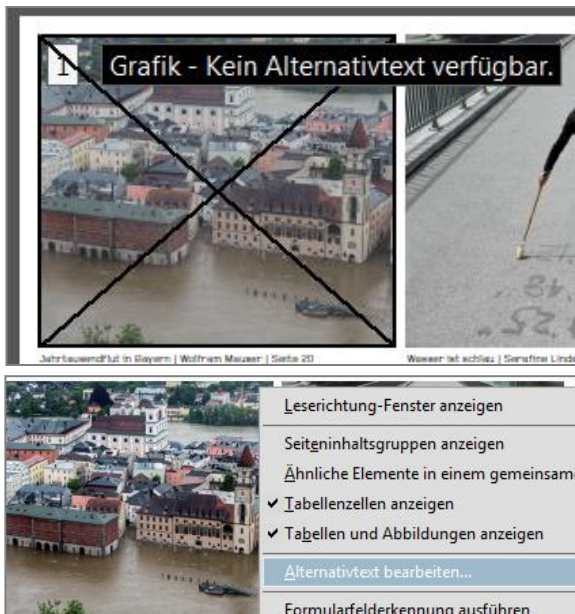 1 Grafik - Kein Alternativtext verfügbar.
Jahrtausendflut in Bayern | Wolfram Mauser | Seite 20
Wasser ist schlau | Serafine Linde
Leserichtung-Fenster anzeigen
Seiteninhaltsgruppen anzeigen
Ähnliche Elemente in einem gemeinsame
Tabellenzellen anzeigen
Tabellen und Abbildungen anzeigen
Alternativtext bearbeiten...
Formularfelderkennung ausführen